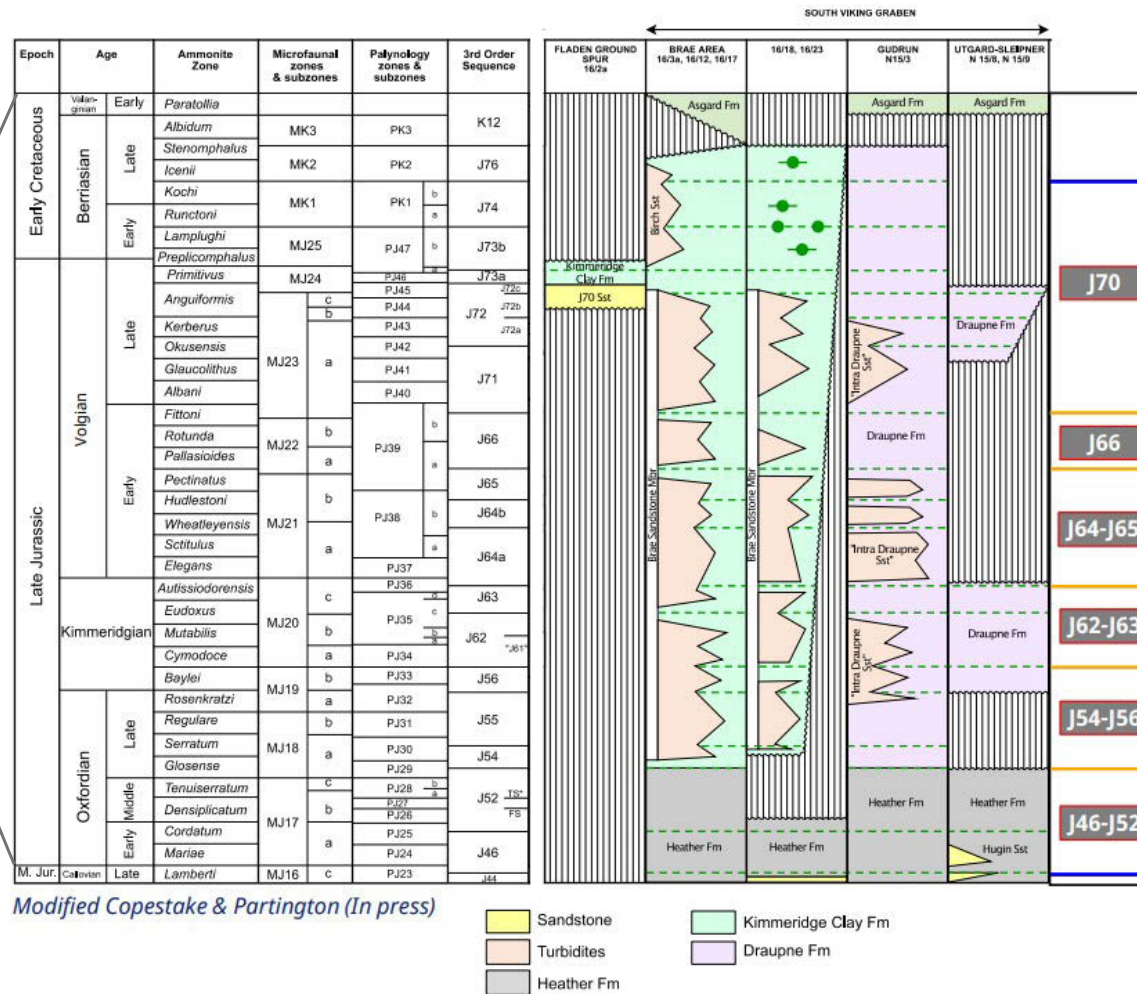 SOUTH VIKING GRABEN
Epoch
Age
Ammonite
Zone
Microfaunal
zones
& subzones
Palynology
zones &
subzones
3rd Order
Sequence
FLADEN GROUND
SPUR
16/2a
BRAE AREA
16/3a, 16/12, 16/17
16/18, 16/23
GUDRUN
N15/3
UTGARD-SLEIPNER
N 15/8, N 15/9
Early Cretaceous
Late Jurassic
M. Jur.
Valan-
ginian
Berriasian
Volgian
Kimmeridgian
Oxfordian
Callovian
Early
Late
Early
Late
Early
Late
Middle
Early
Late
Paratollia
Albidum
Stenomphalus
Icenii
Kochi
Runctoni
Lamplughi
Preplicomphalus
Primitivus
Anguiformis
Kerberus
Okusensis
Glaucolithus
Albani
Fittoni
Rotunda
Pallasioides
Pectinatus
Hudlestoni
Wheatleyensis
Sctitulus
Elegans
Autissiodorensis
Eudoxus
Mutabilis
Cymodoce
Baylei
Rosenkratzi
Regulare
Serratum
Glosense
Tenuiserratum
Densiplicatum
Cordatum
Mariae
Lamberti
MK3
MK2
MK1
MJ25
MJ24
MJ23
c
b
a
MJ22
b
a
MJ21
b
a
MJ20
c
b
a
MJ19
b
a
MJ18
b
a
MJ17
c
b
a
MJ16
c
PK3
PK2
PK1
b
a
PJ47
b
a
PJ46
PJ45
PJ44
PJ43
PJ42
PJ41
PJ40
PJ39
b
a
PJ38
b
a
PJ37
PJ36
PJ35
d
c
b
a
PJ34
PJ33
PJ32
PJ31
PJ30
PJ29
PJ28
b
a
PJ27
PJ26
PJ25
PJ24
PJ23
K12
J76
J74
J73b
J73a
J72
J72c
J72b
J72a
J71
J66
J65
J64b
J64a
J63
J62
"J61"
J56
J55
J54
J52
TS"
FS
J46
J44
Kimmeridge
Clay Fm
J70 Sst
Asgard Fm
Birch Sst
Brae Sandstone Mbr
Heather Fm
Brae Sandstone Mbr
Heather Fm
Asgard Fm
"Intra Draupne
Sst"
Draupne Fm
"Intra Draupne
Sst"
"Intra Draupne
Sst"
Heather Fm
Asgard Fm
Draupne Fm
Draupne Fm
Heather Fm
Hugin Sst
J70
J66
J64-J65
J62-J63
J54-J56
J46-J52
Modified Copestake & Partington (In press)
Sandstone
Turbidites
Heather Fm
Kimmeridge Clay Fm
Draupne Fm